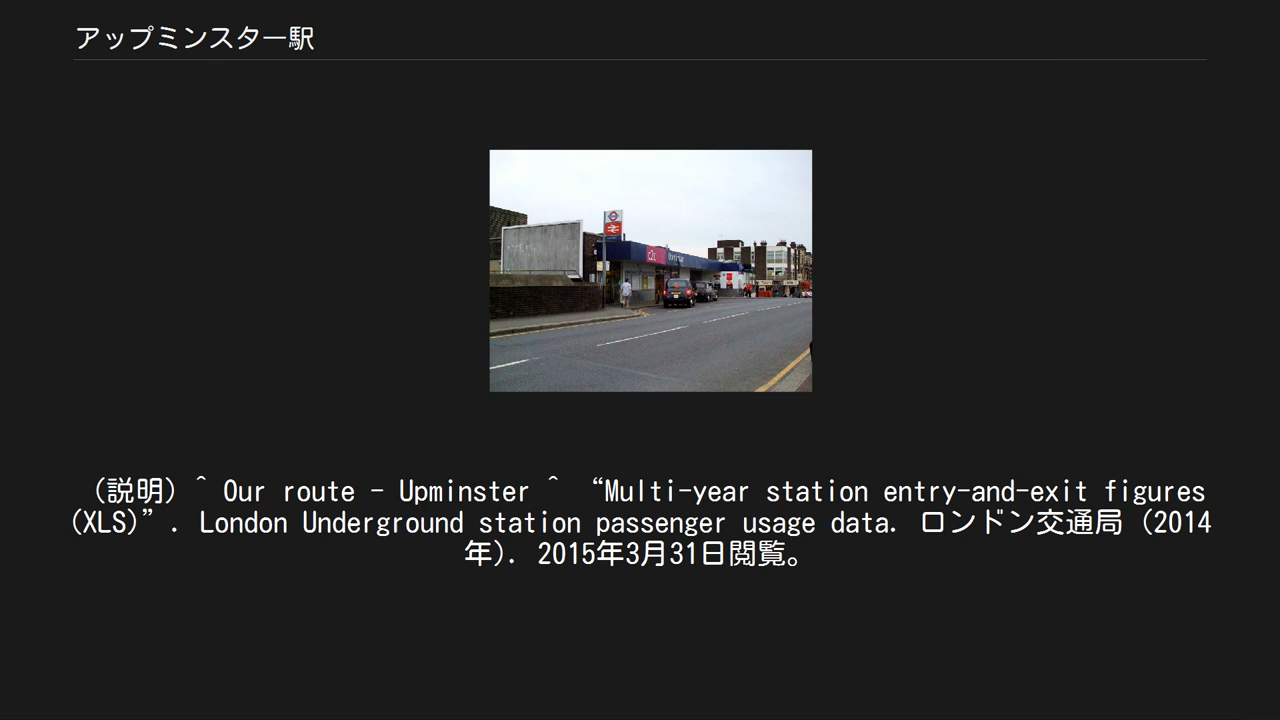 アップミンスター駅
c2c
(説明) ^ Our route - Upminster ^ “Multi-year station entry-and-exit figures
(XLS)”. London Underground station passenger usage data. ロンドン交通局 (2014
年). 2015年3月31日閲覧。